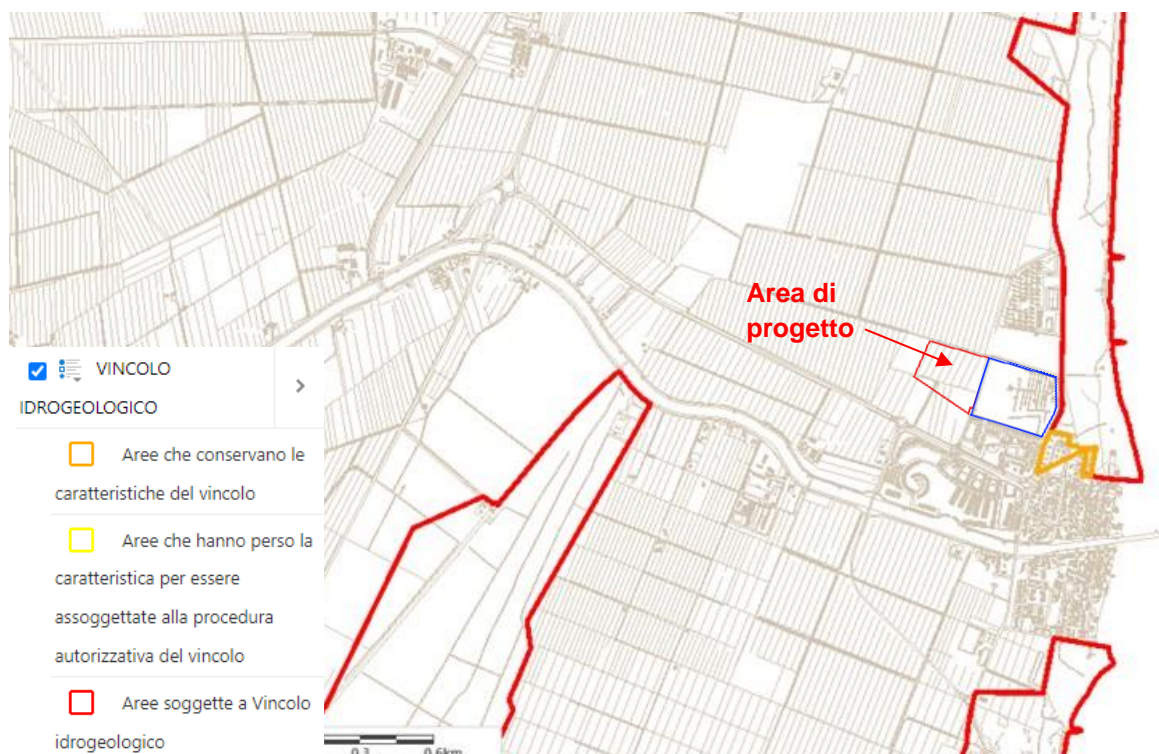 Area di
progetto
VINCOLO
IDROGEOLOGICO
Aree che conservano le
caratteristiche del vincolo
Aree che hanno perso la
caratteristica per essere
assoggettate alla procedura
autorizzativa del vincolo
Aree soggette a Vincolo
idrogeologico
0.3 0.6km